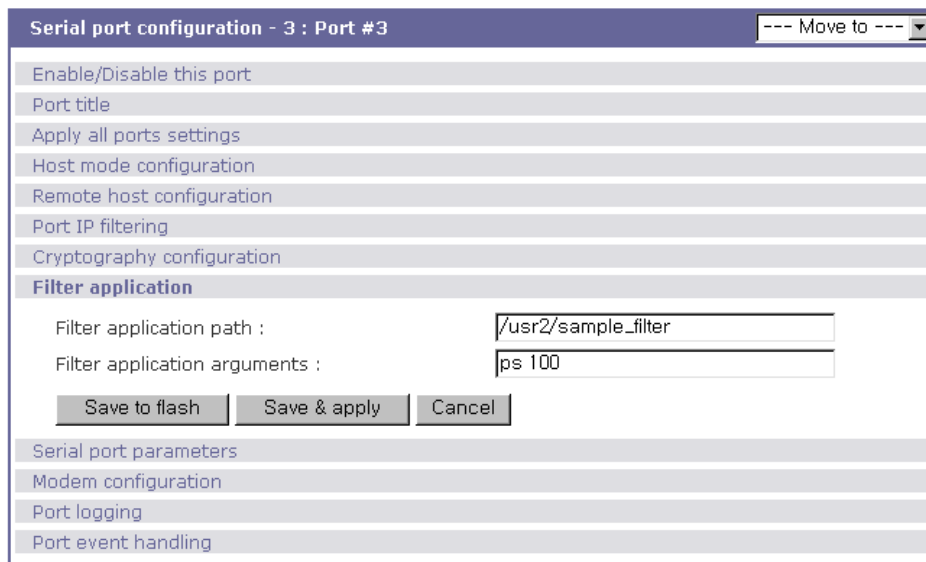 Serial port configuration - 3 : Port #3 --- Move to ---
Enable/Disable this port
Port title
Apply all ports settings
Host mode configuration
Remote host configuration
Port IP filtering
Cryptography configuration
Filter application
Filter application path : /usr2/sample_filter
Filter application arguments : ps 100
Save to flash Save & apply Cancel
Serial port parameters
Modem configuration
Port logging
Port event handling